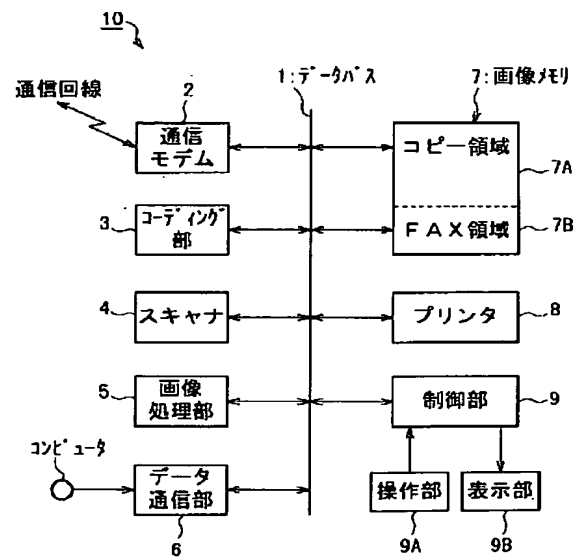 10
通信回線
2
通信
モデム
1:データバス
7:画像メモリ
コピー領域
7A
FAX領域
7B
3
コーディング
部
4
スキャナ
プリンタ
8
5
画像
処理部
制御部
9
コンピュータ
データ
通信部
6
操作部
9A
表示部
9B